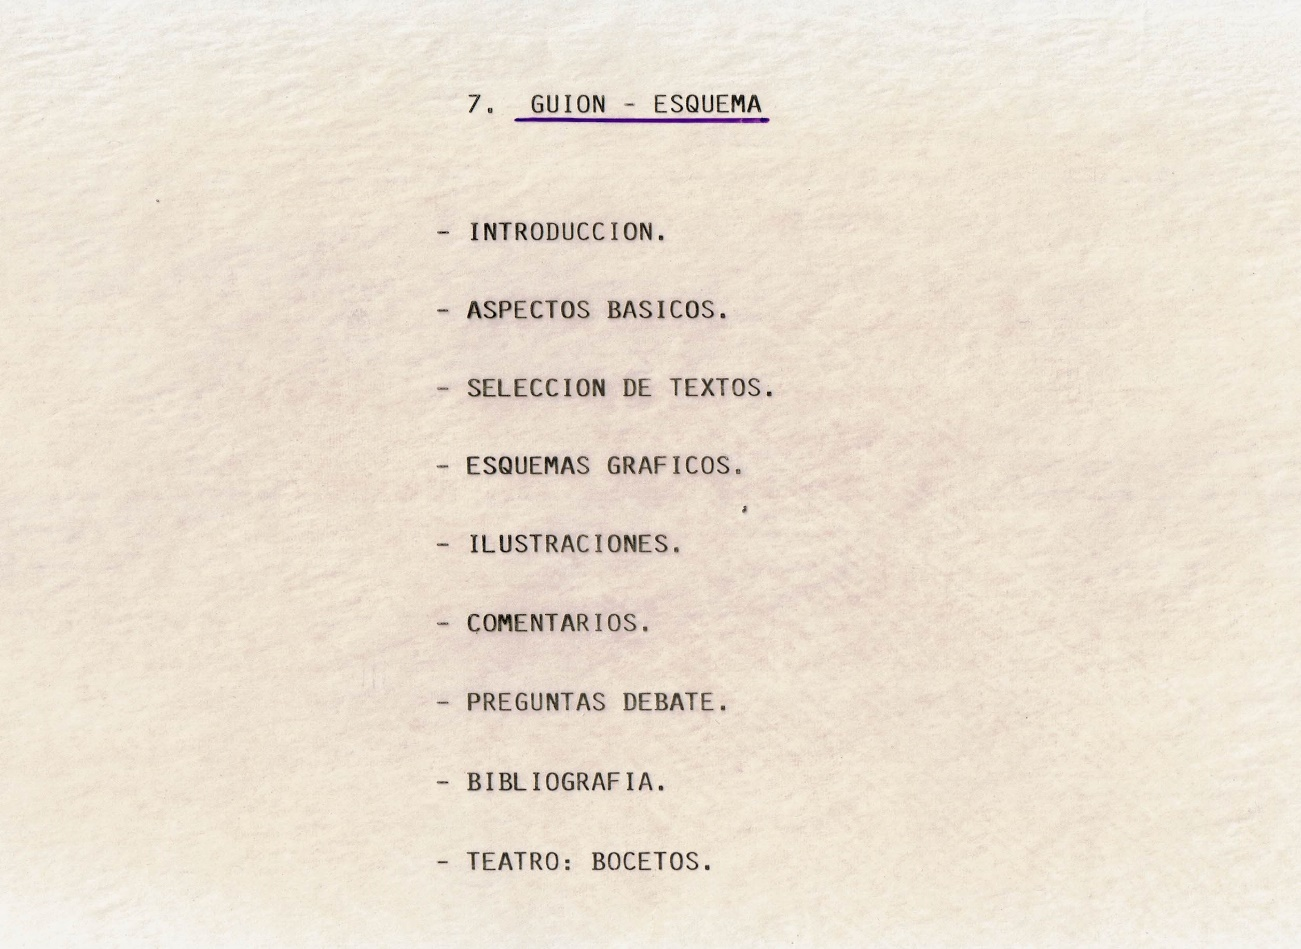 7. GUION - ESQUEMA
- INTRODUCCION.
- ASPECTOS BASICOS.
- SELECCION DE TEXTOS.
- ESQUEMAS GRAFICOS.
- ILUSTRACIONES.
- COMENTARIOS.
- PREGUNTAS DEBATE.
- BIBLIOGRAFIA.
- TEATRO: BOCETOS.